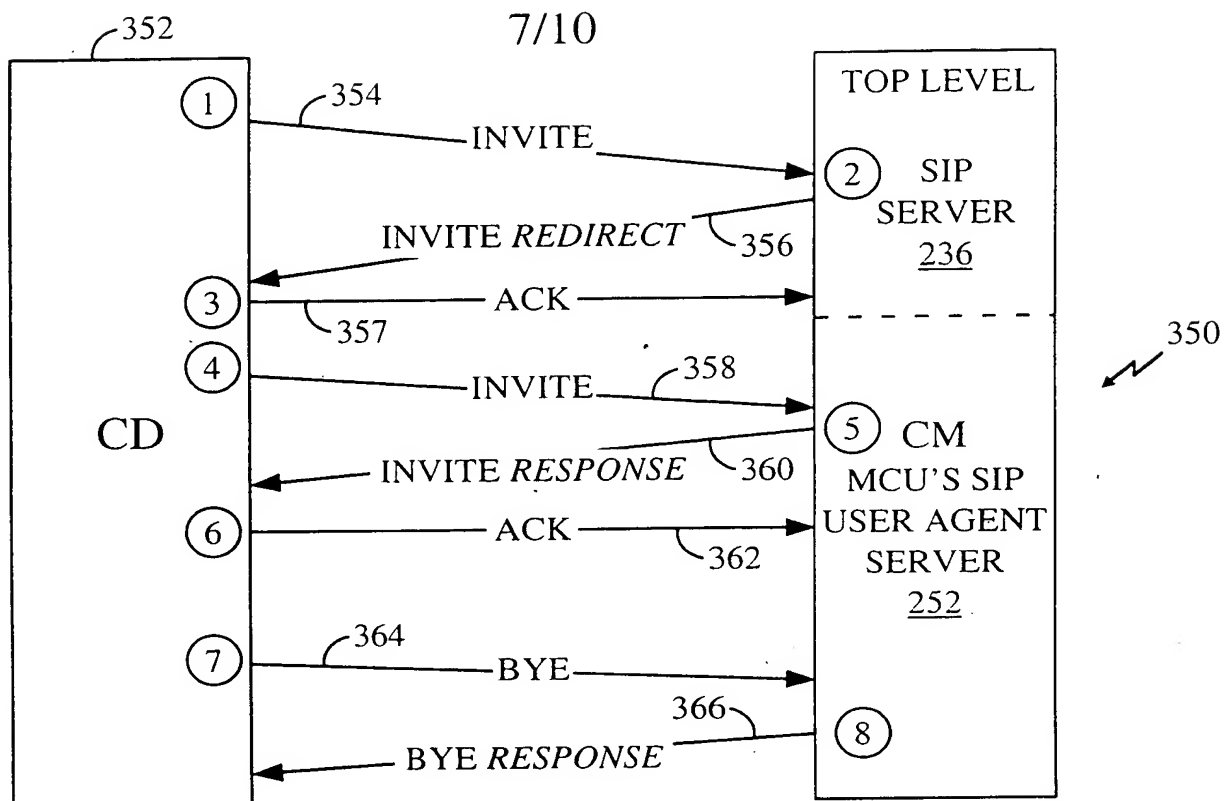 7/10
352
TOP LEVEL
1
354
INVITE
2
SIP
SERVER
236
INVITE REDIRECT
356
3
ACK
357
350
4
INVITE
358
CD
5
CM
INVITE RESPONSE
360
MCU'S SIP
USER AGENT
SERVER
252
6
ACK
362
7
364
BYE
366
8
BYE RESPONSE